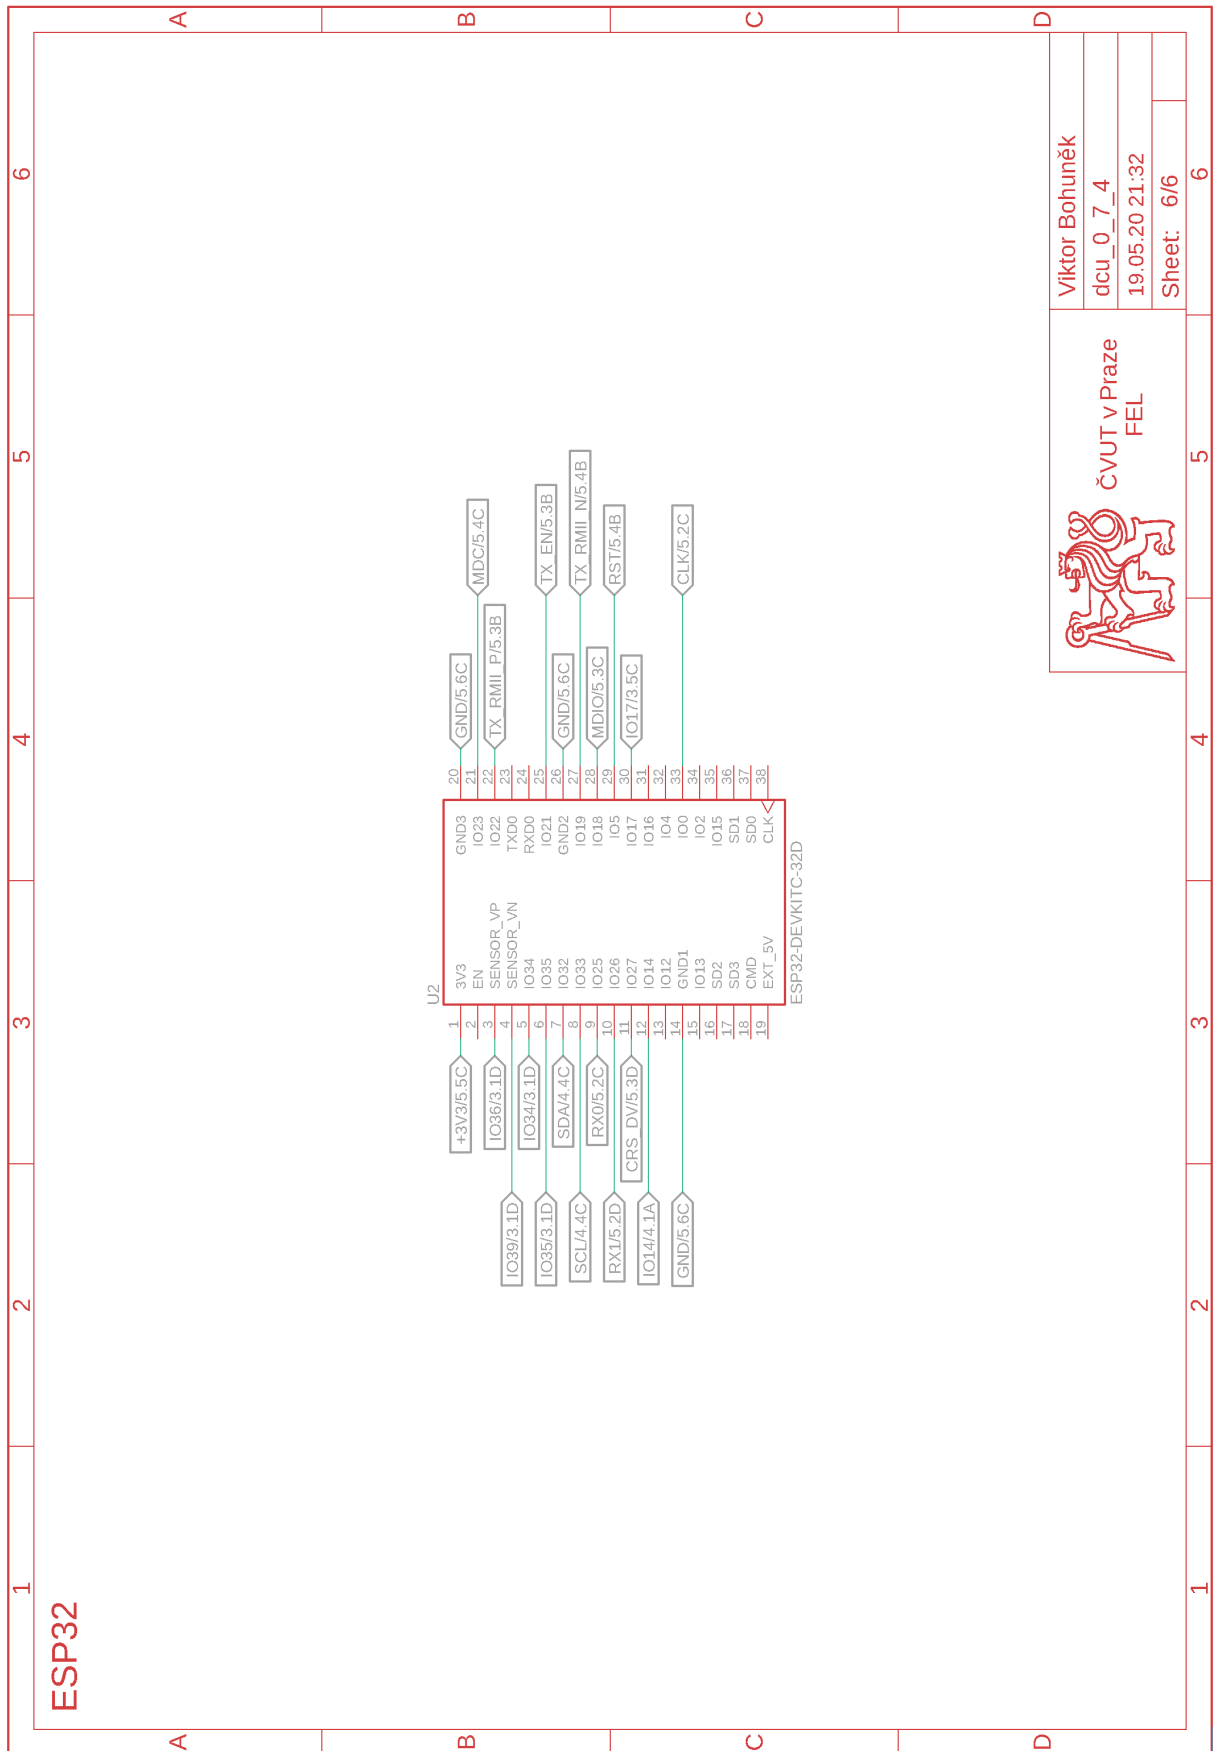 ESP32
1 2 3 4 5 6
A
B
C
D
U2
+3V3/5.5C 1 3V3
2 EN
IO36/3.1D 3 SENSOR_VP
IO39/3.1D 4 SENSOR_VN
IO34/3.1D 5 IO34
IO35/3.1D 6 IO35
SDA/4.4C 7 IO32
SCL/4.4C 8 IO33
RX0/5.2C 9 IO25
RX1/5.2D 10 IO26
CRS_DV/5.3D 11 IO27
IO14/4.1A 12 IO14
13 IO12
GND/5.6C 14 GND1
15 IO13
16 SD2
17 SD3
18 CMD
19 EXT_5V
GND3 20 GND/5.6C
IO23 21 MDC/5.4C
IO22 22 TX_RMII_P/5.3B
TXD0 23
RXD0 24
IO21 25 TX_EN/5.3B
GND2 26 GND/5.6C
IO19 27 TX_RMII_N/5.4B
IO18 28 MDIO/5.3C
IO5 29 RST/5.4B
IO17 30 IO17/3.5C
IO16 31
IO4 32
IO0 33 CLK/5.2C
IO2 34
IO15 35
SD1 36
SD0 37
CLK 38
ESP32-DEVKITC-32D
A
B
C
D
ČVUT v Praze
FEL
Viktor Bohuněk
dcu_0_7_4
19.05.20 21:32
Sheet: 6/6
1 2 3 4 5 6